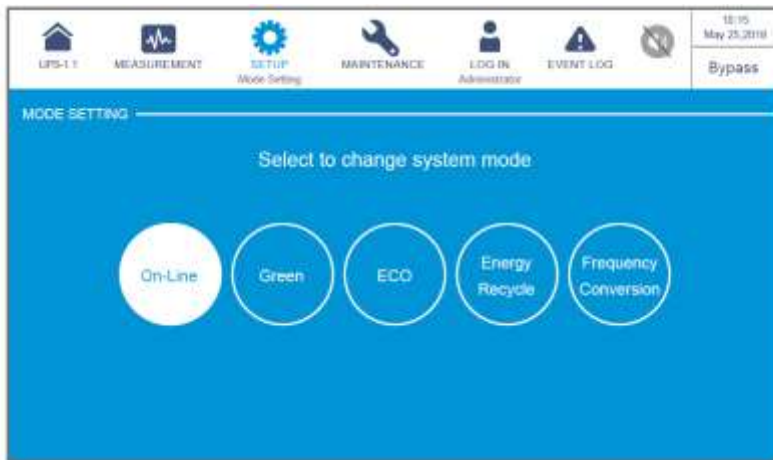 18:15
May 25,2018
UPS-1.1
MEASUREMENT
SETUP
Mode Setting
MAINTENANCE
LOG IN
Administrator
EVENT LOG
Bypass
MODE SETTING
Select to change system mode
On-Line
Green
ECO
Energy
Recycle
Frequency
Conversion